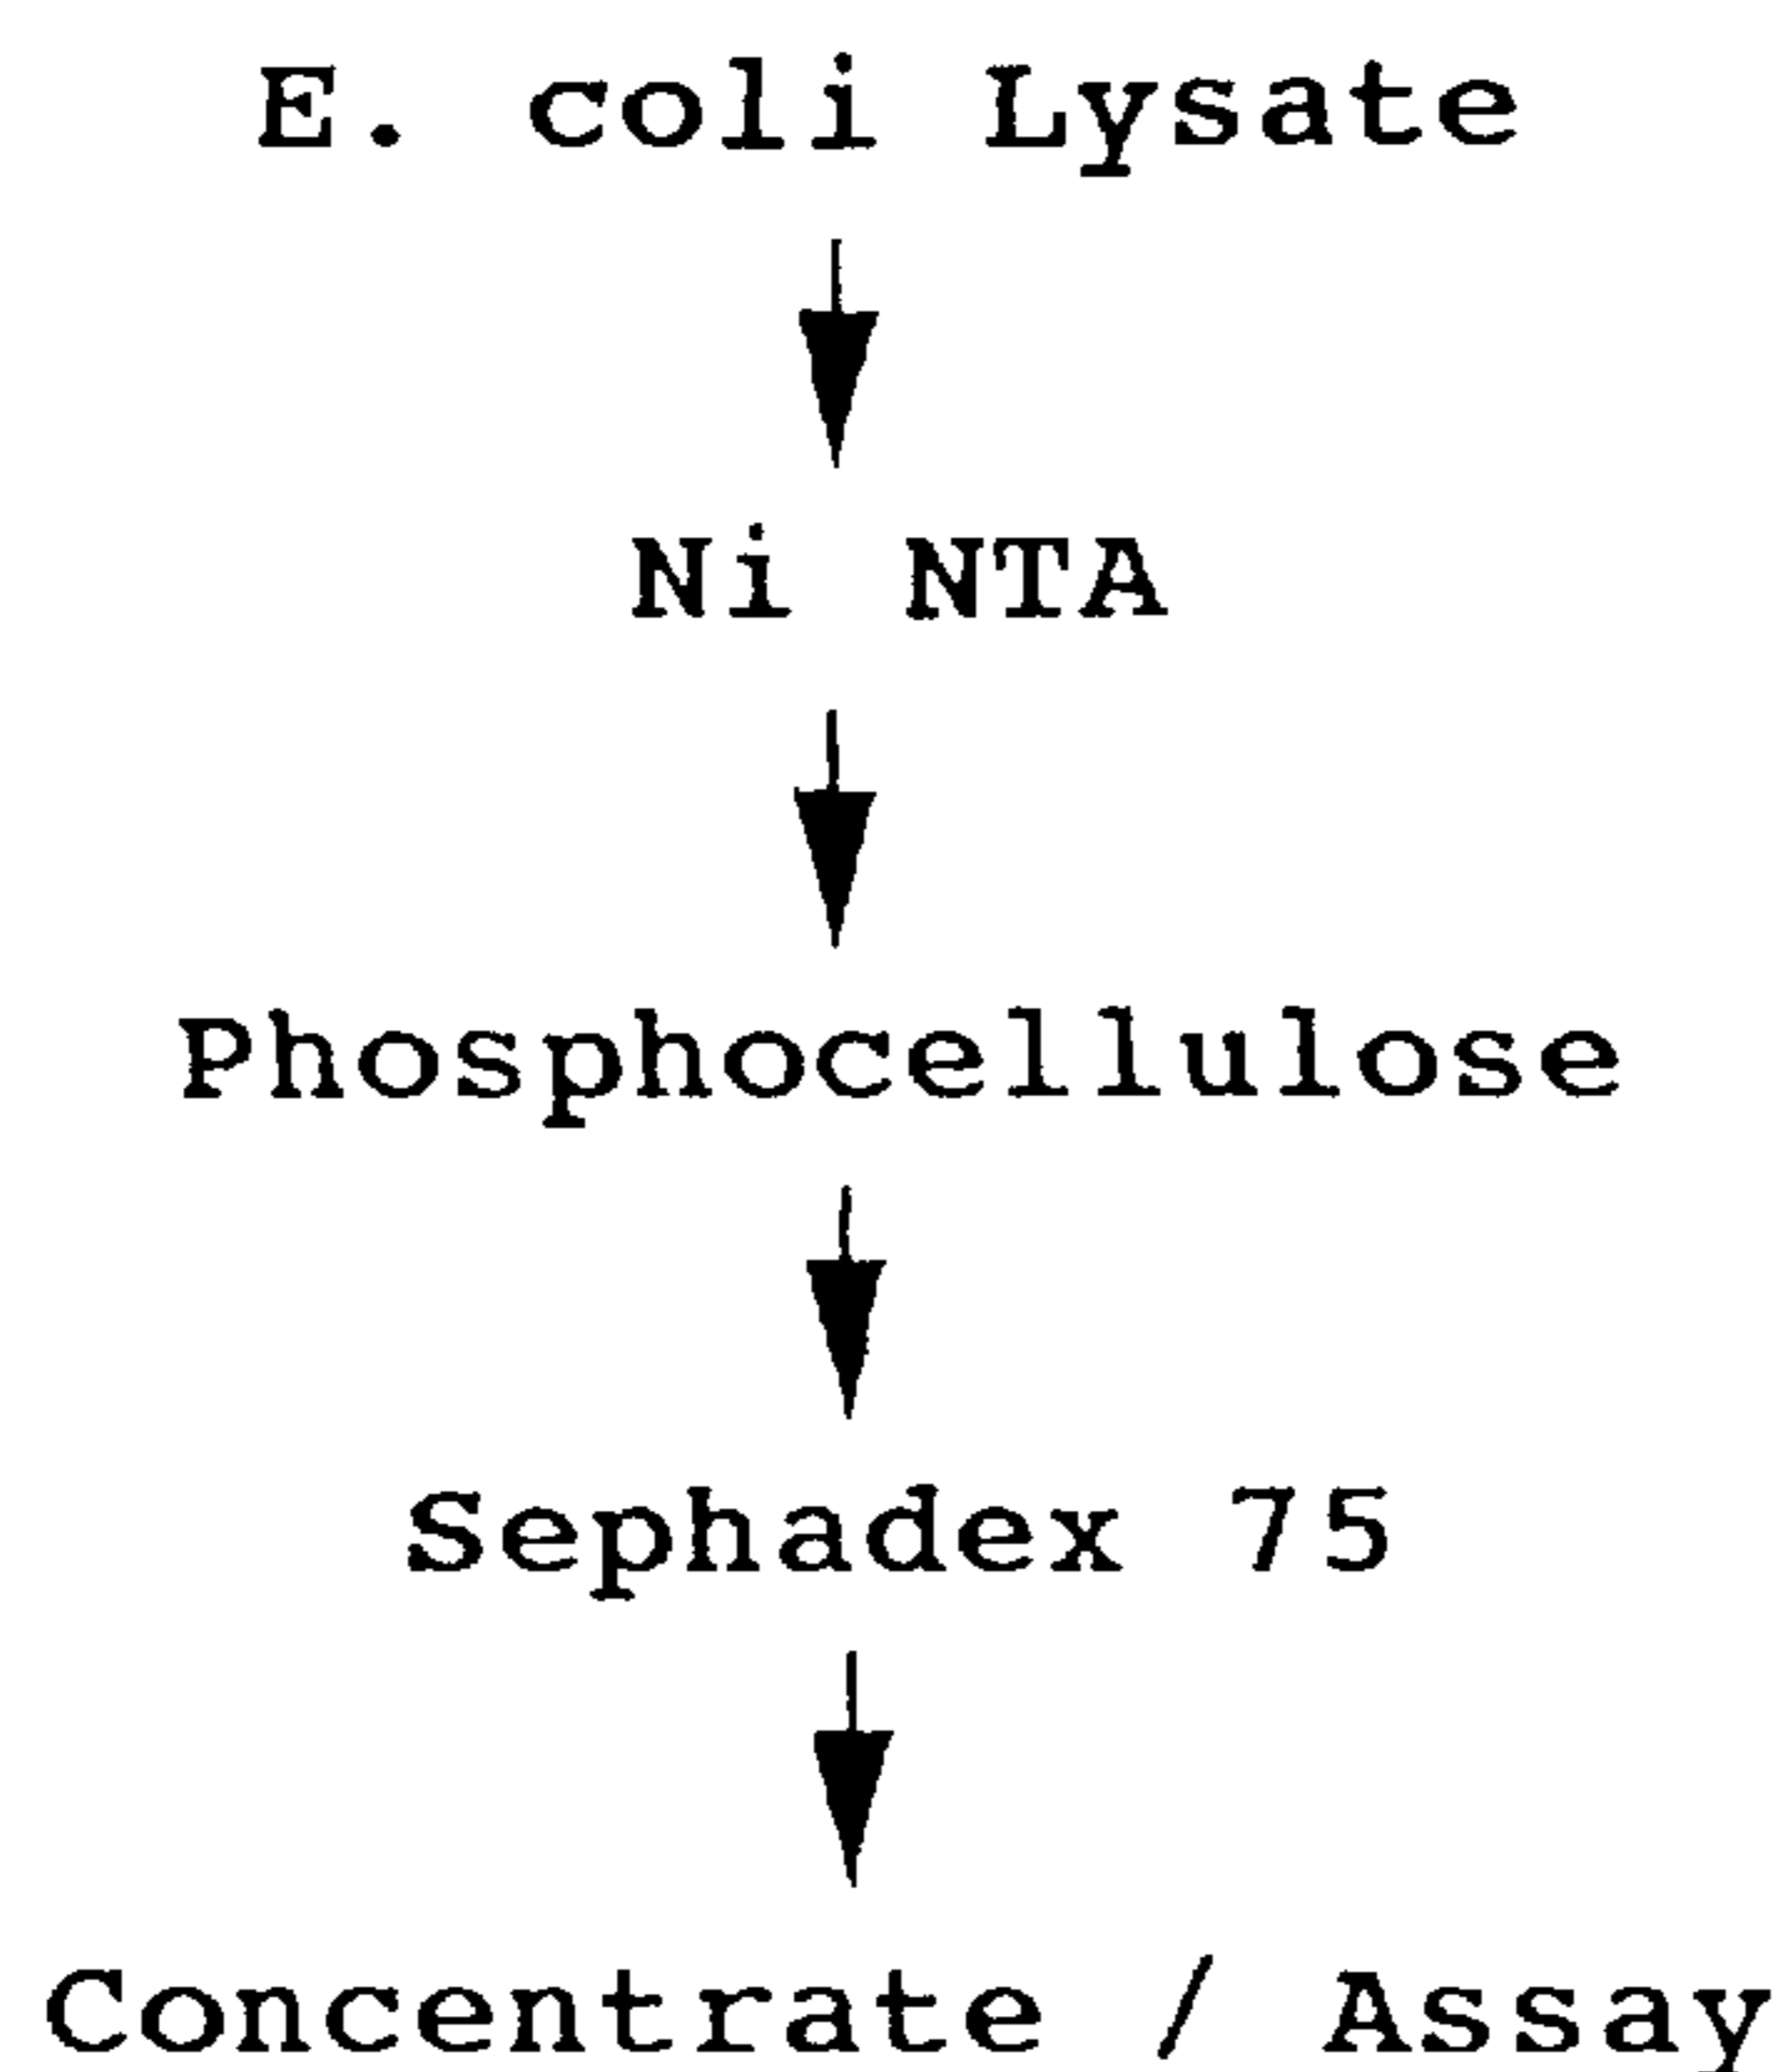 E. coli Lysate
Ni NTA
Phosphocellulose
Sephadex 75
Concentrate / Assay